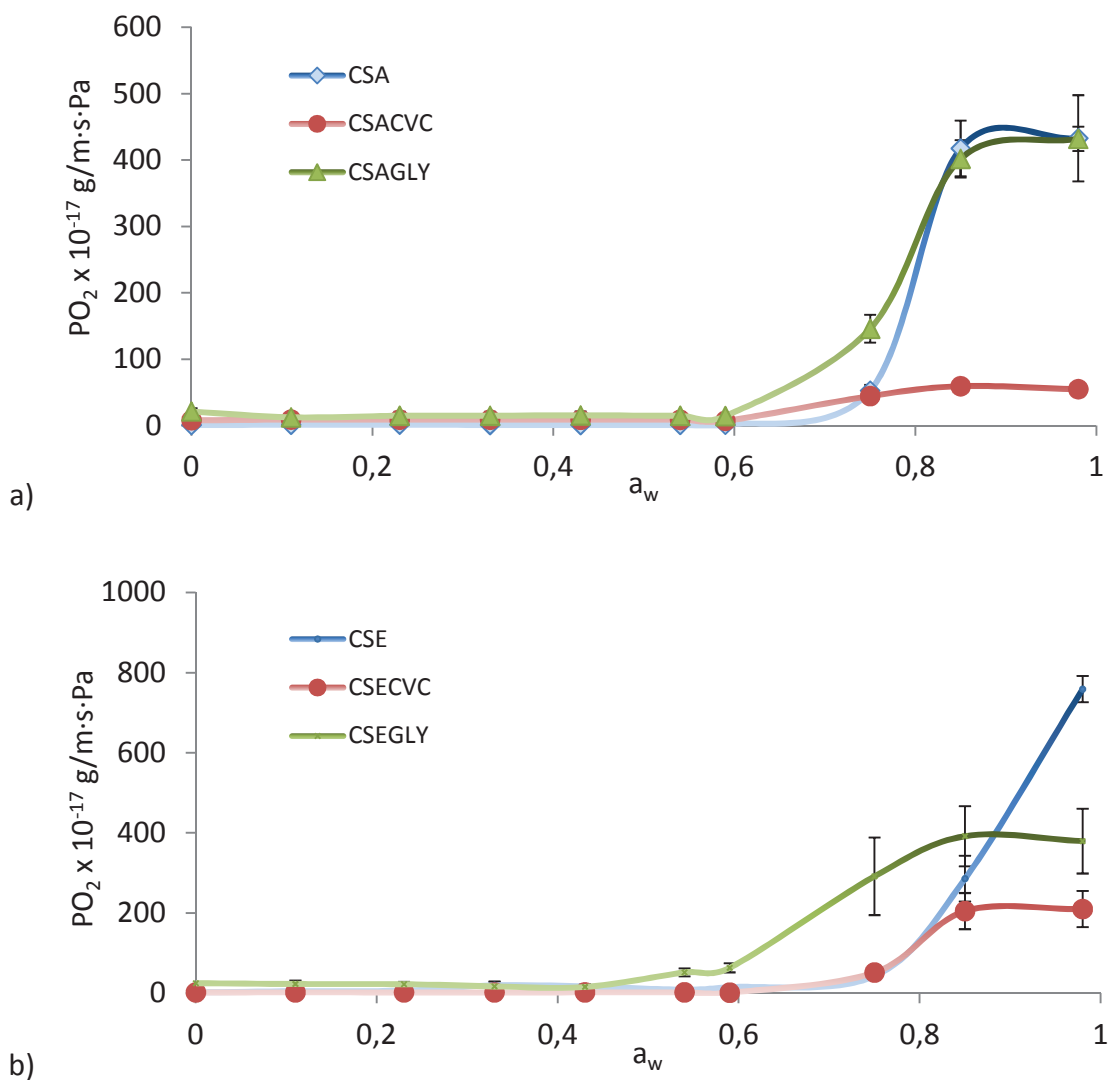 600
500
400
300
200
100
0
PO2 x 10-17 g/m·s·Pa
CSA
CSACVC
CSAGLY
0 0,2 0,4 0,6 0,8 1
aw
a)
1000
800
600
400
200
0
PO2 x 10-17 g/m·s·Pa
CSE
CSECVC
CSEGLY
0 0,2 0,4 0,6 0,8 1
aw
b)